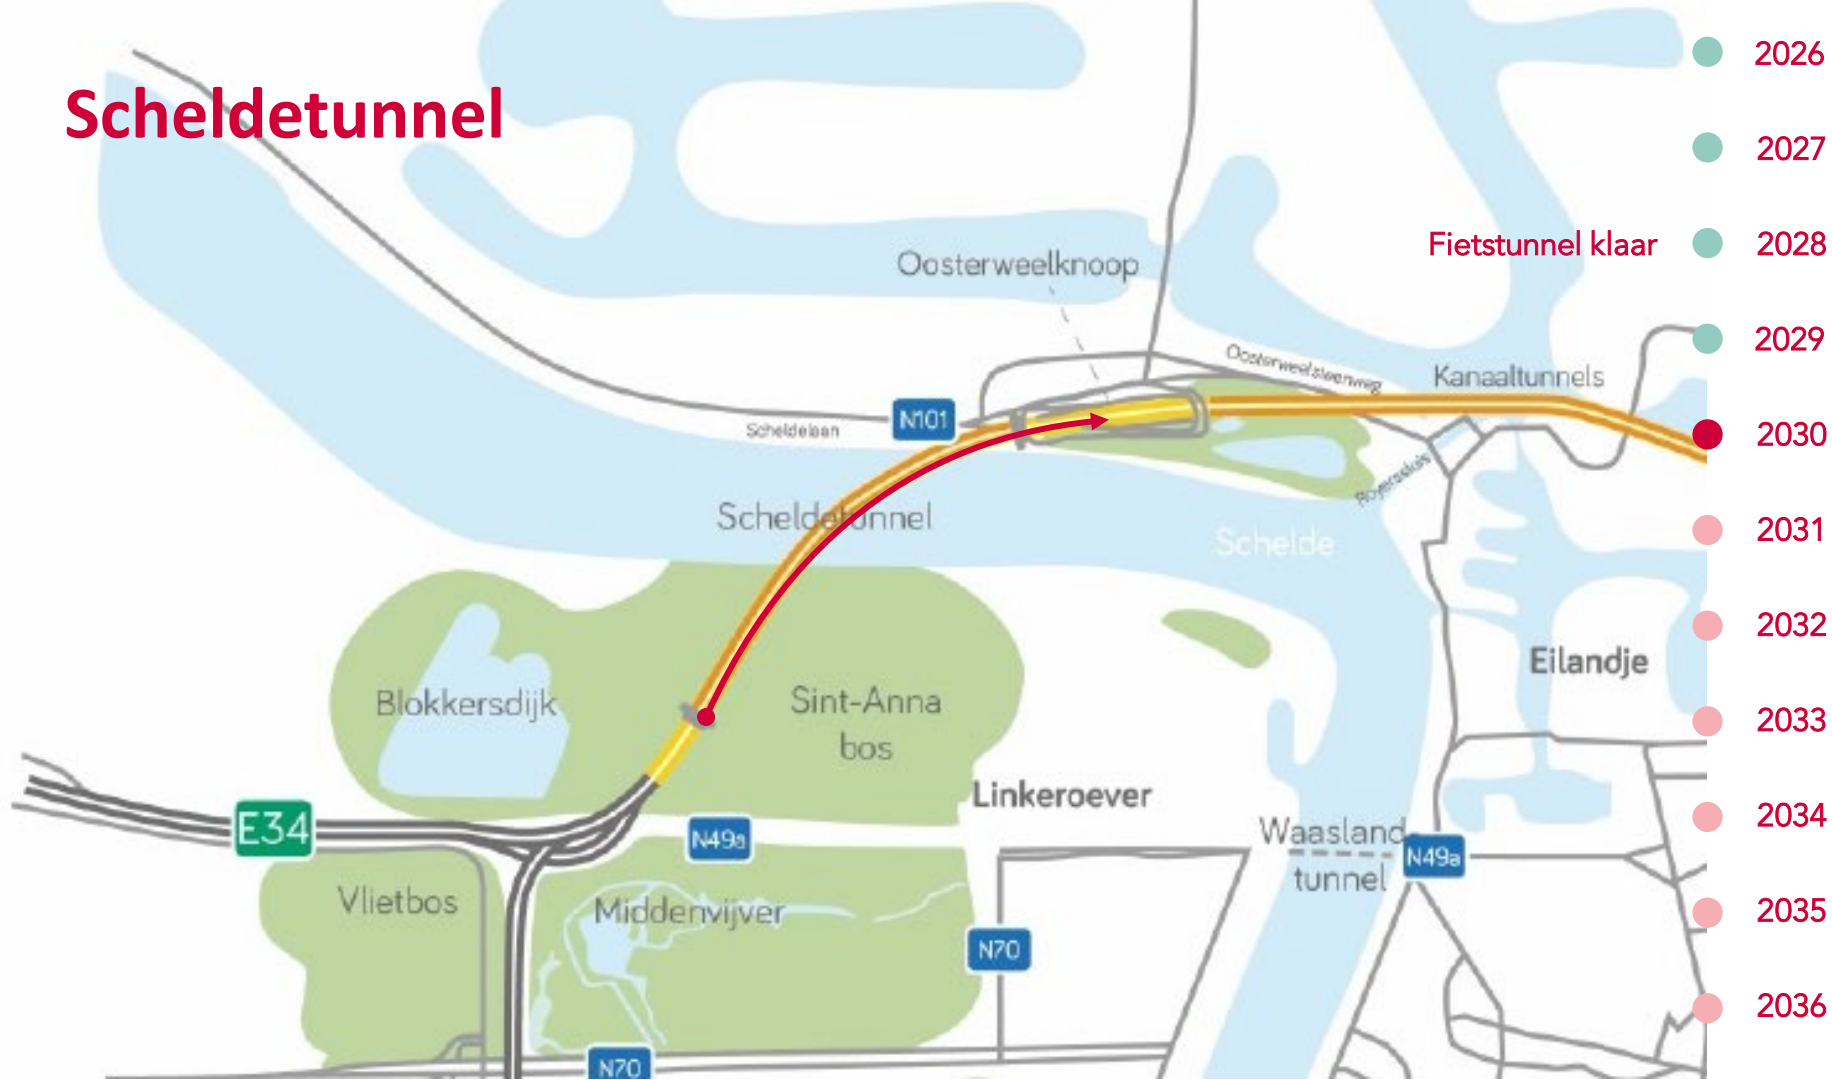 Scheldetunnel
2026
2027
Fietstunnel klaar
2028
Oosterweelknoop
2029
Oosterweelsteenweg
Kanaaltunnels
N101
Scheldelaan
2030
Royerssluis
Scheldetunnel
Schelde
2031
2032
Eilandje
Blokkersdijk
Sint-Anna
bos
2033
Linkeroever
E34
N49a
Waasland
tunnel
N49a
2034
Vlietbos
Middenvijver
2035
N70
2036
N70